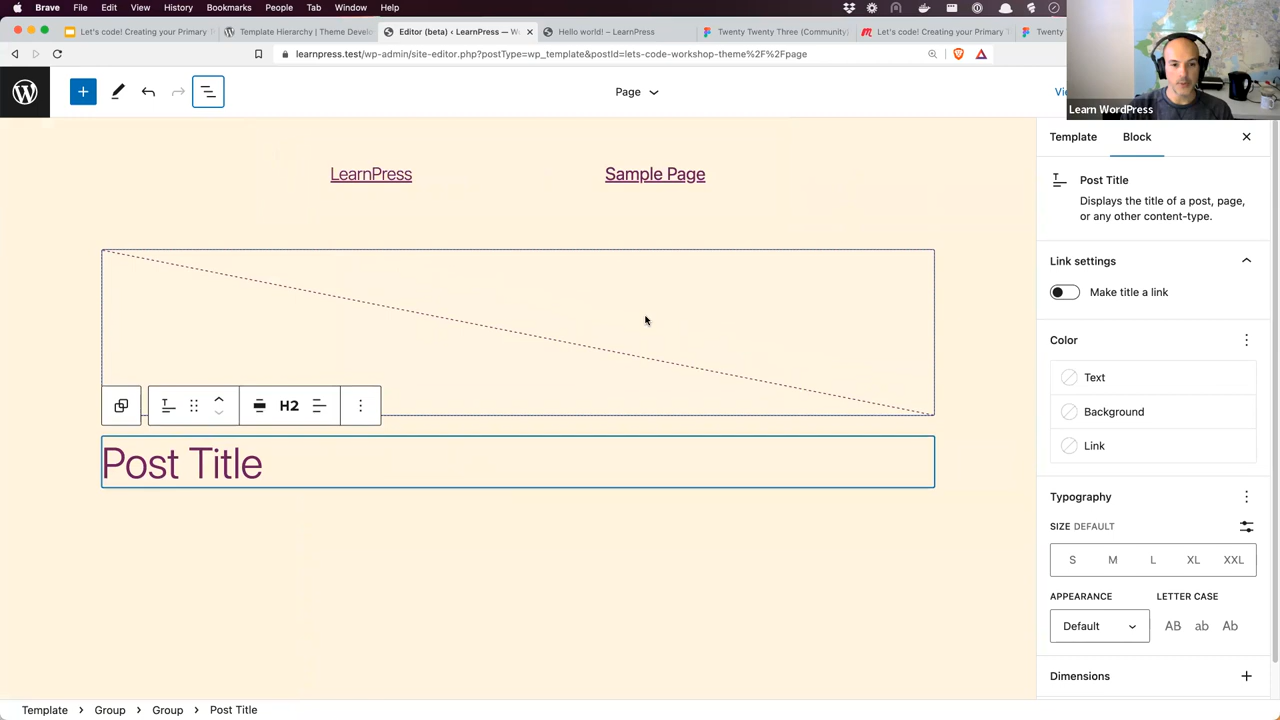 Brave File Edit View History Bookmarks People Tab Window Help
Let's code! Creating your Primary
Template Hierarchy | Theme Develo
Editor (beta) ‹ LearnPress — W
Hello world! – LearnPress
Twenty Twenty Three (Community)
Let's code! Creating your Primary T
Twenty
learnpress.test/wp-admin/site-editor.php?postType=wp_template&postId=lets-code-workshop-theme%2F%2Fpage
Page
Learn WordPress
LearnPress
Sample Page
H2
Post Title
Template Block
Post Title
Displays the title of a post, page,
or any other content-type.
Link settings
Make title a link
Color
Text
Background
Link
Typography
SIZE DEFAULT
S M L XL XXL
APPEARANCE LETTER CASE
Default AB ab Ab
Dimensions
Template > Group > Group > Post Title